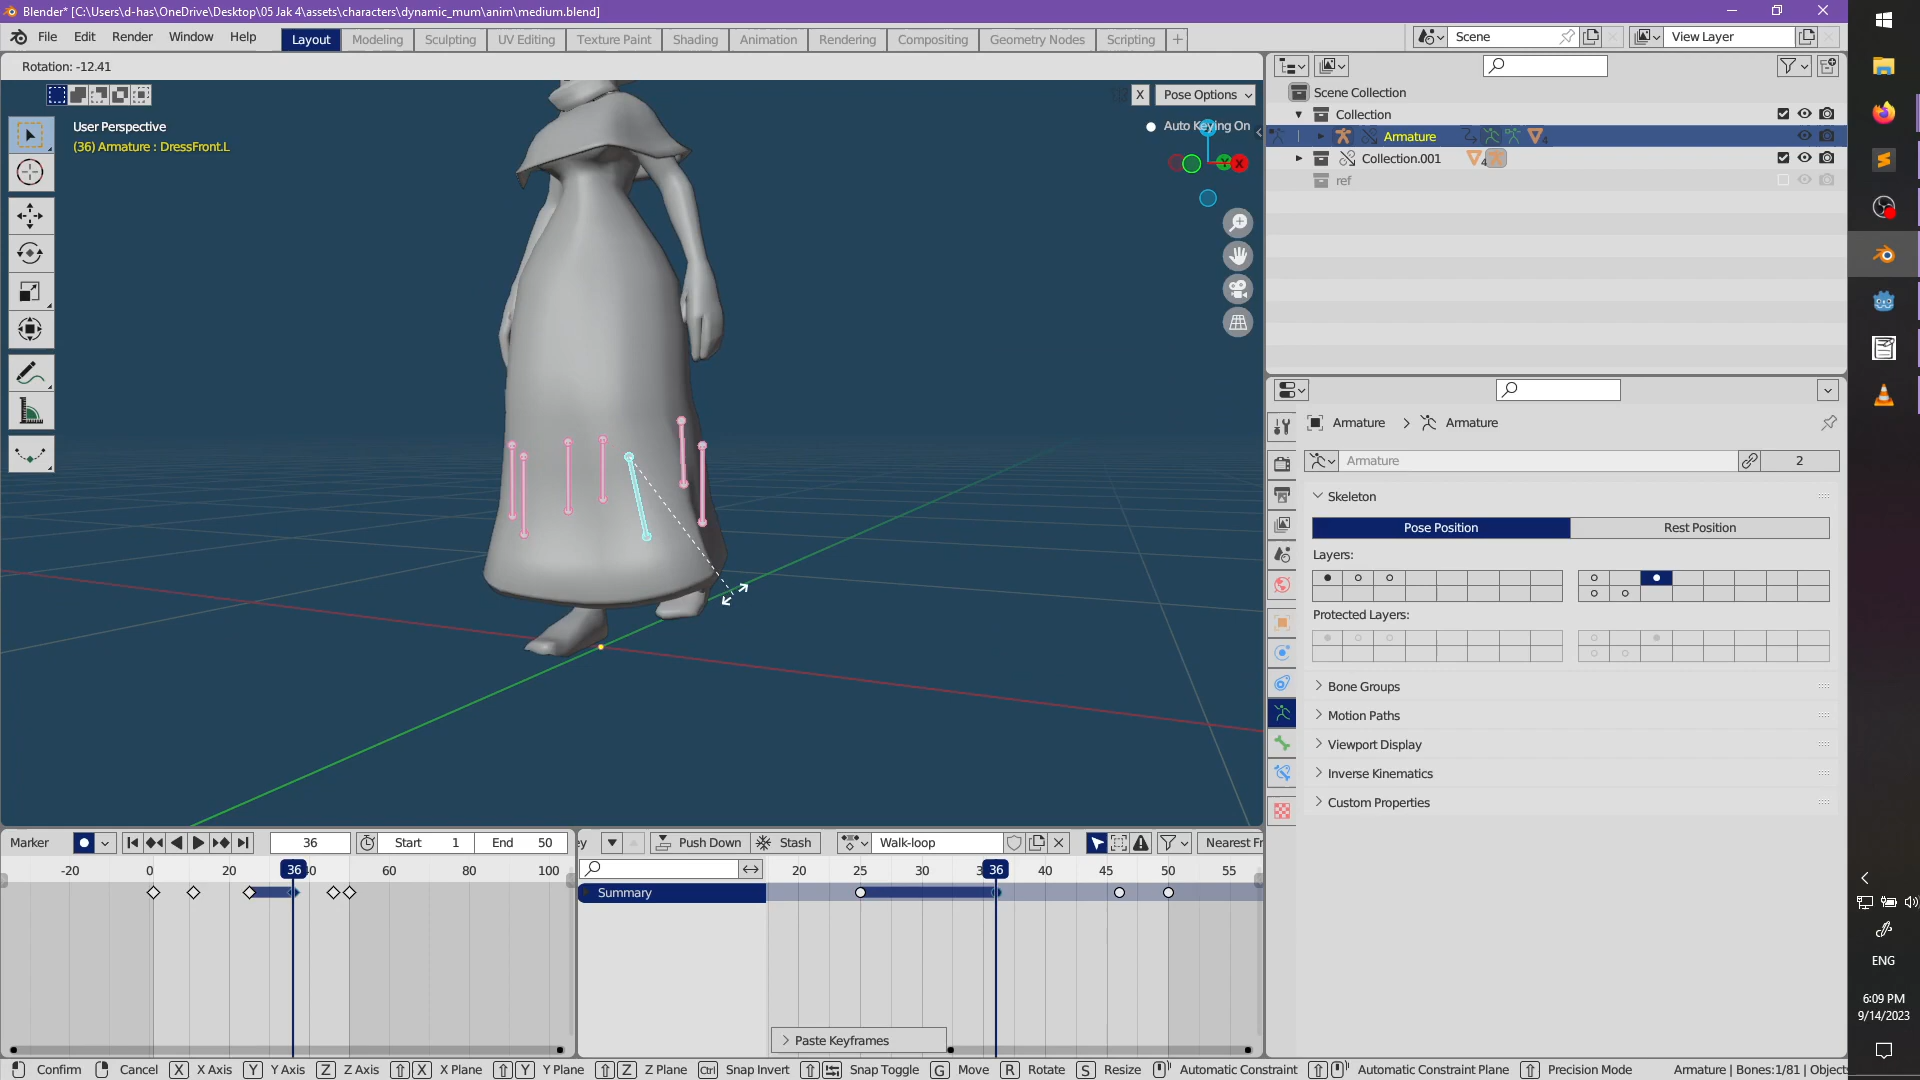 Blender* [C:\Users\d-has\OneDrive\Desktop\05 Jak 4\assets\characters\dynamic_mum\anim\medium.blend]
File Edit Render Window Help Layout Modeling Sculpting UV Editing Texture Paint Shading Animation Rendering Compositing Geometry Nodes Scripting + Scene View Layer
Rotation: -12.41
X Pose Options
User Perspective
(36) Armature : DressFront.L
Auto Keying On
X
Scene Collection
Collection
Armature 4
Collection.001 4
ref
Armature > Armature
Armature 2
Skeleton
Pose Position Rest Position
Layers:
Protected Layers:
Bone Groups
Motion Paths
Viewport Display
Inverse Kinematics
Custom Properties
Marker 36 Start 1 End 50
-20 0 20 36 60 80 100
ey Push Down Stash Walk-loop Nearest Fr
20 25 30 36 40 45 50 55
Summary
Paste Keyframes
Confirm Cancel X X Axis Y Y Axis Z Z Axis X X Plane Y Y Plane Z Z Plane Ctrl Snap Invert Snap Toggle G Move R Rotate S Resize Automatic Constraint Automatic Constraint Plane Precision Mode Armature | Bones:1/81 | Object
ENG
6:09 PM
9/14/2023